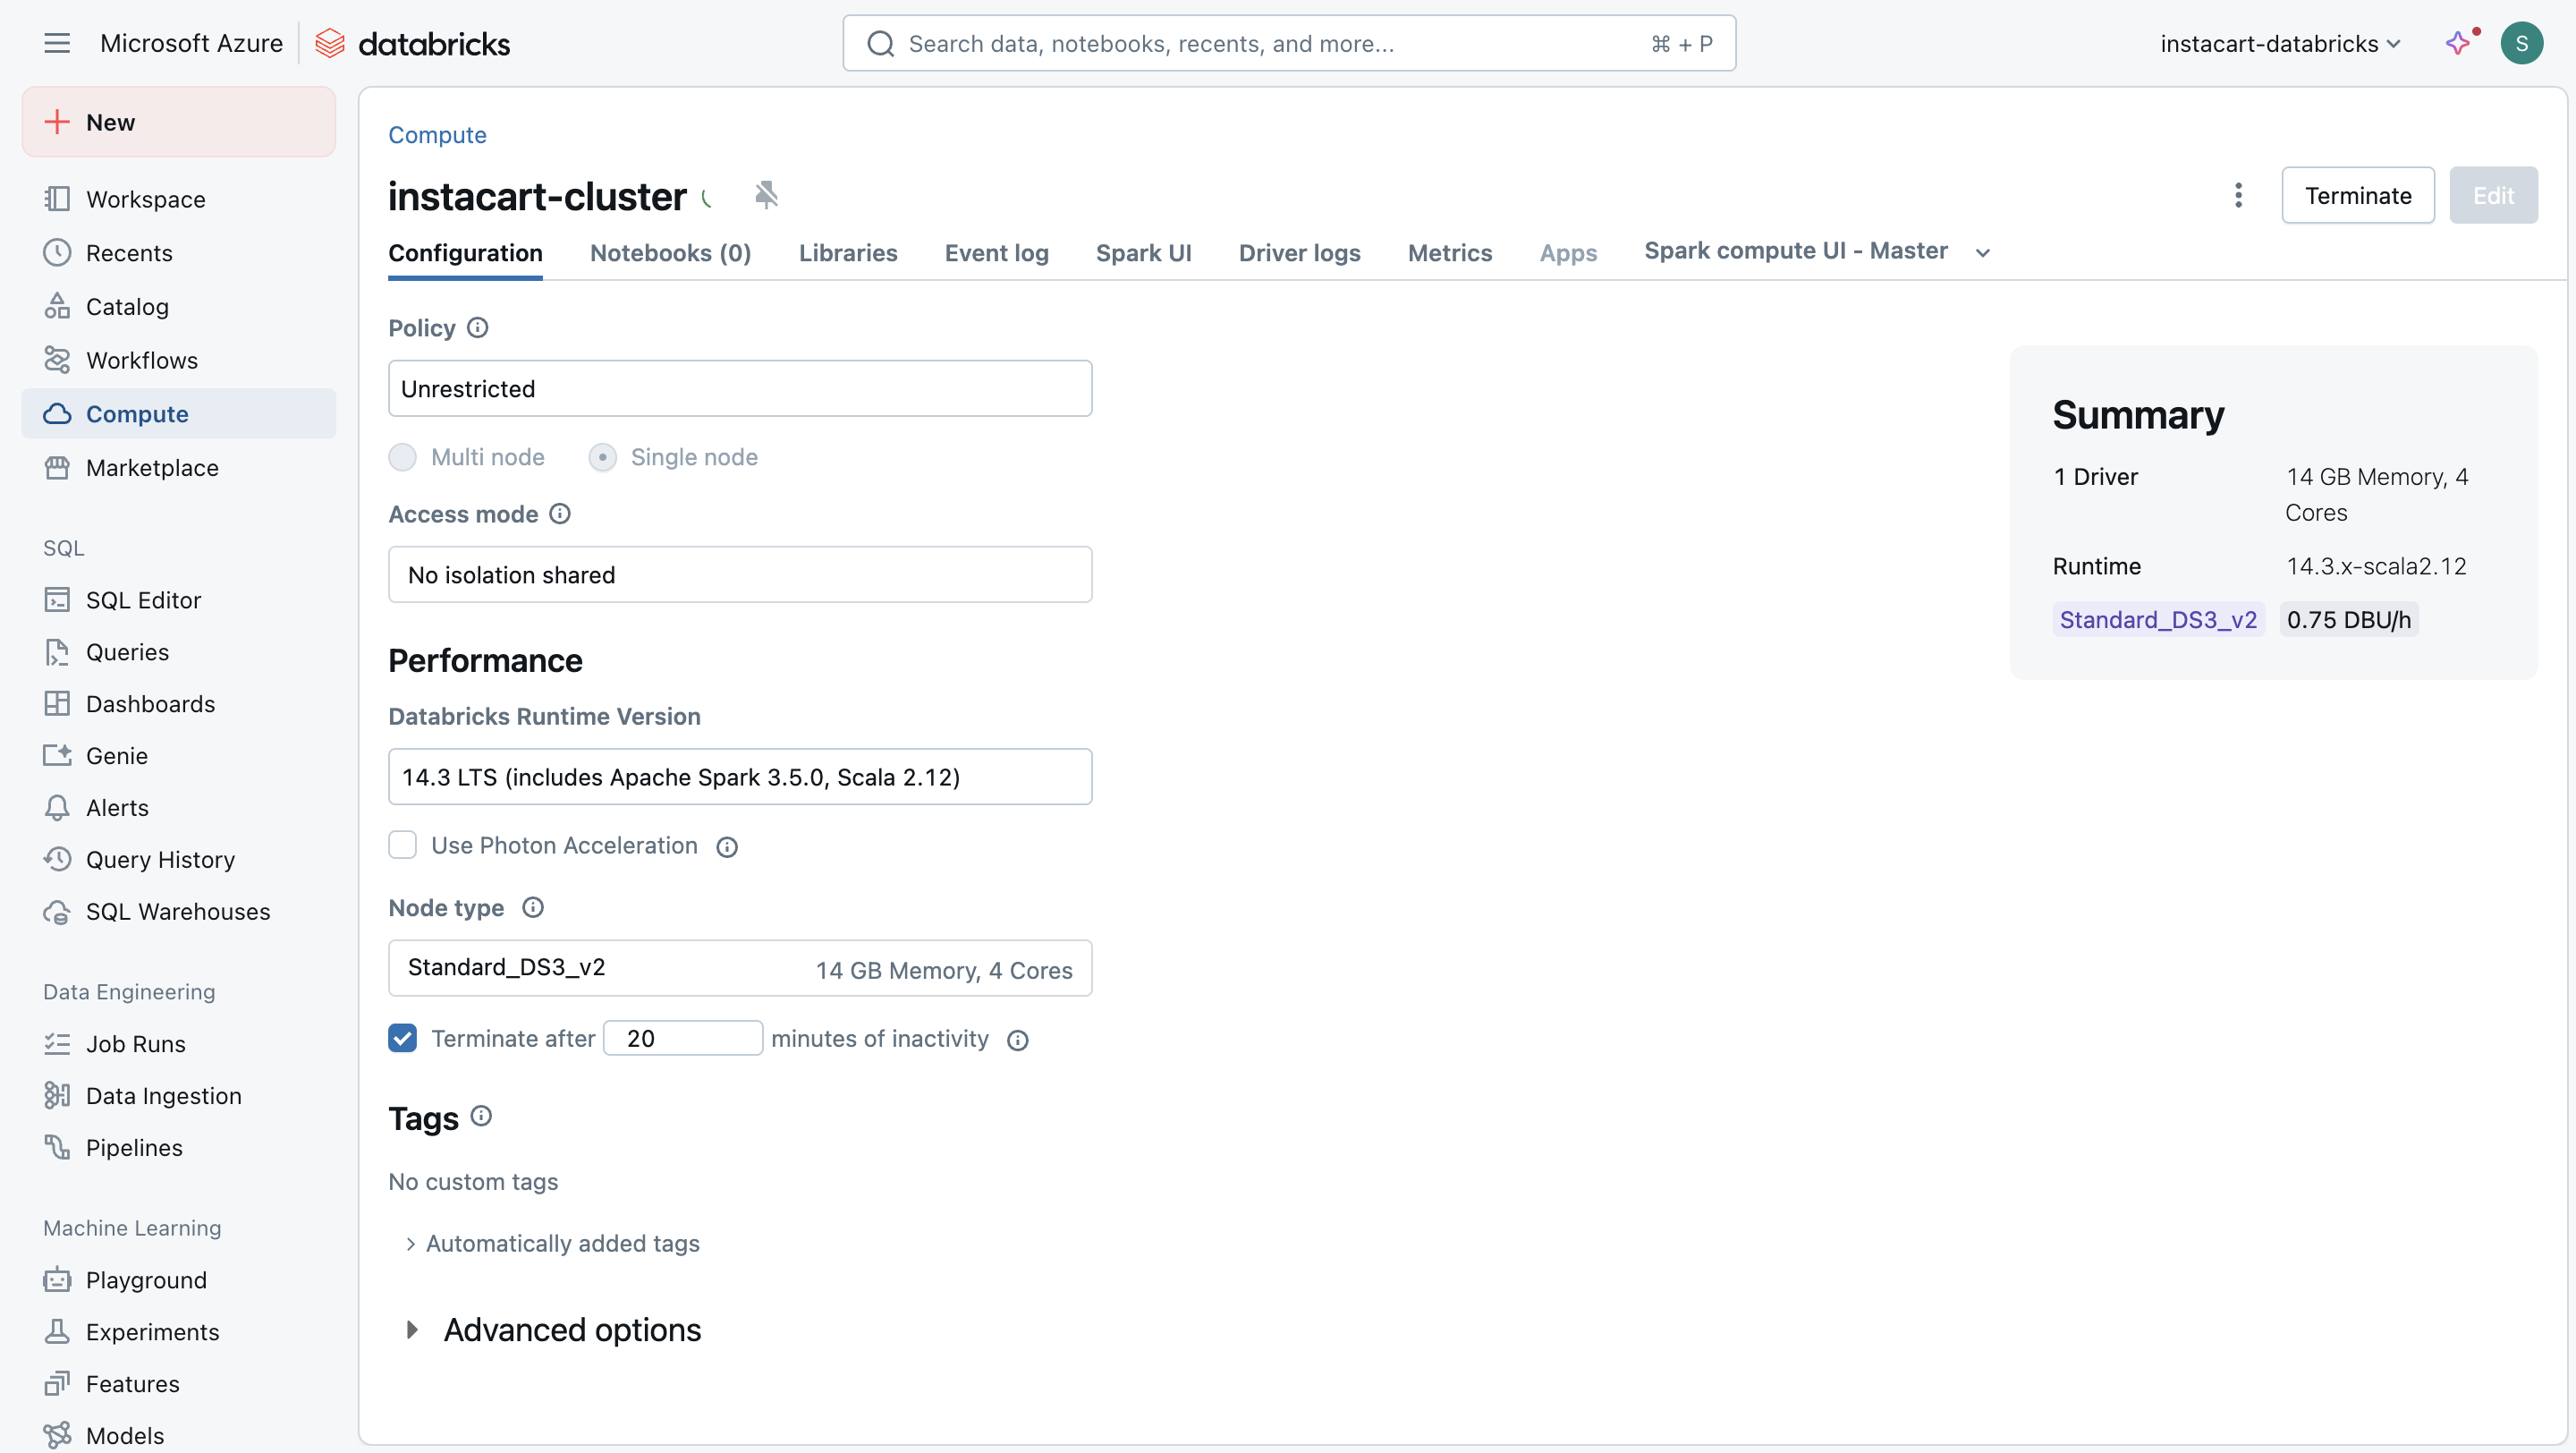 Microsoft Azure
databricks
Search data, notebooks, recents, and more...
⌘ + P
instacart-databricks
S
New
Workspace
Recents
Catalog
Workflows
Compute
Marketplace
SQL
SQL Editor
Queries
Dashboards
Genie
Alerts
Query History
SQL Warehouses
Data Engineering
Job Runs
Data Ingestion
Pipelines
Machine Learning
Playground
Experiments
Features
Models
Compute
instacart-cluster
Terminate
Edit
Configuration
Notebooks (0)
Libraries
Event log
Spark UI
Driver logs
Metrics
Apps
Spark compute UI - Master
Policy
Unrestricted
Multi node
Single node
Access mode
No isolation shared
Performance
Databricks Runtime Version
14.3 LTS (includes Apache Spark 3.5.0, Scala 2.12)
Use Photon Acceleration
Node type
Standard_DS3_v2
14 GB Memory, 4 Cores
Terminate after 20 minutes of inactivity
Tags
No custom tags
Automatically added tags
Advanced options
Summary
1 Driver
14 GB Memory, 4
Cores
Runtime
14.3.x-scala2.12
Standard_DS3_v2
0.75 DBU/h